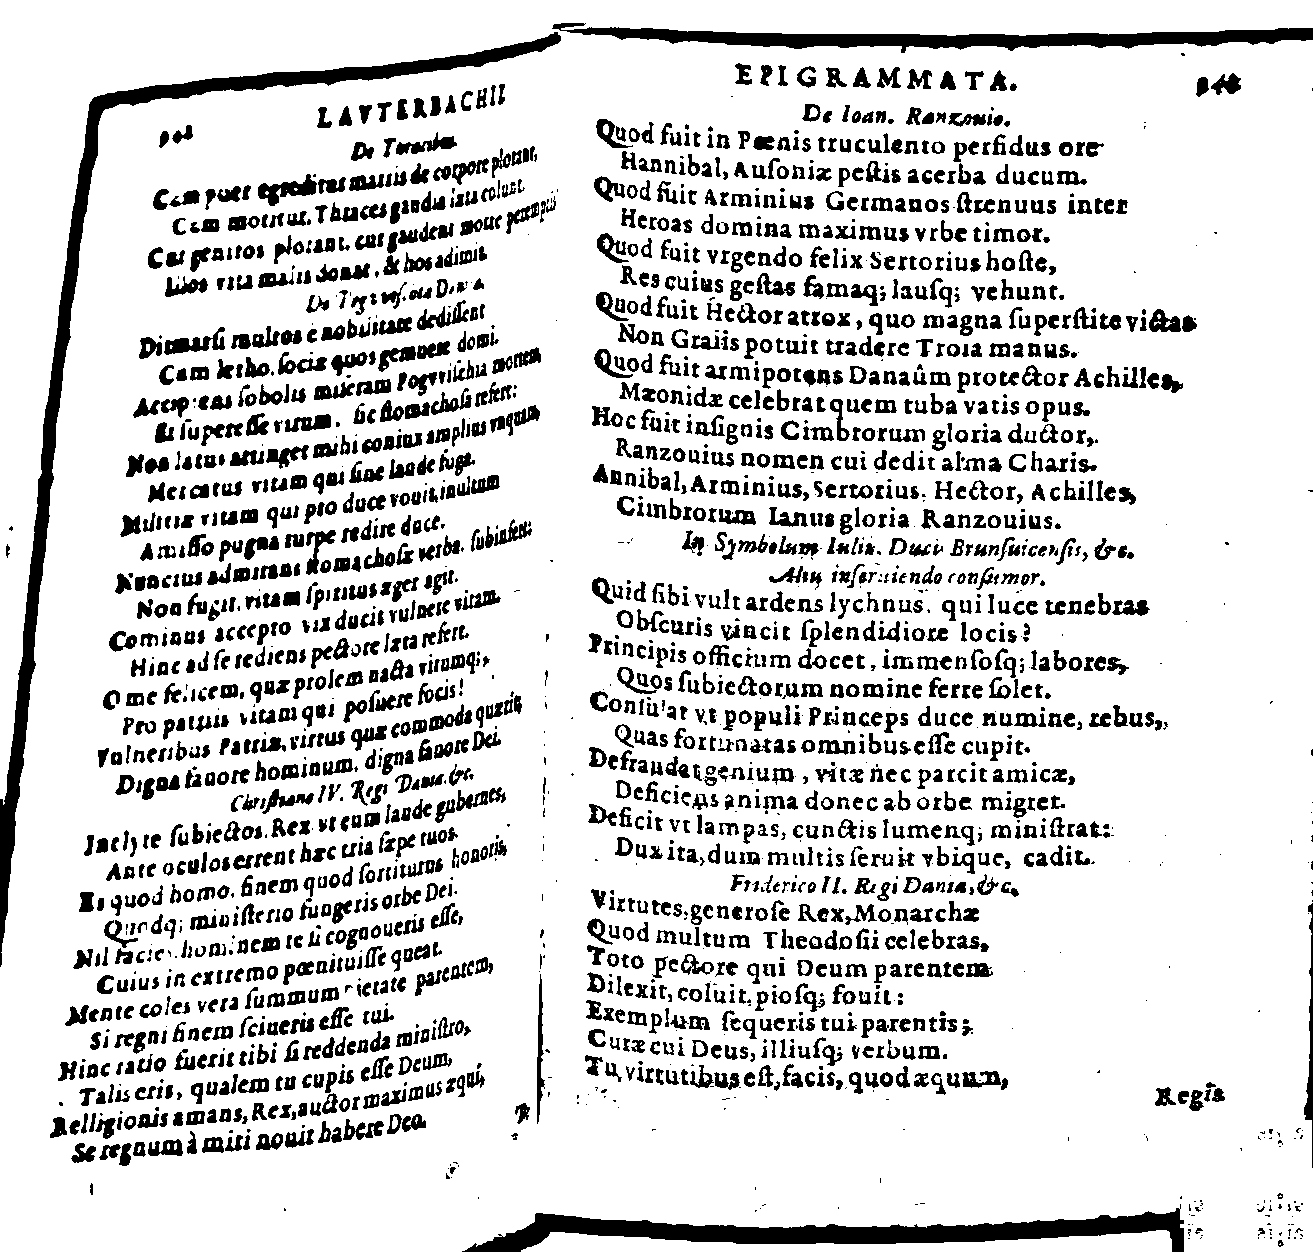 LAVTERBACHII
Cum puer egreditur matris de corpore plorant,
Cum moritur, Thraces gaudia læta colunt.
Cur genitos plorant, cur gaudent morte peremptis
Illos vita malis donat, & hos adimit.
Ditmarsi multos e nobilitate dedissent
Cum letho, sociæ quos gemuere domi.
Accipiens sobolis miseram Pogwischia mortem
Et superesse virum, sic stomachosa refert:
Non latus attinget mihi coniux amplius vnquam,
Mercatus vitam qui sine laude fuga.
Militiæ vitam qui pro duce vouit, inultum
Amisso pugna turpe redire duce.
Nuncius admirans stomachosæ verba, subinfert:
Non fugit, vitam spiritus æger agit.
Cominus accepto vix ducit vulnere vitam.
Hinc ad se rediens pectore læta refert.
O me felicem, quæ prolem nacta virumq;,
Pro patriis vitam qui posuere focis!
Vulneribus Patriæ, virtus quæ commoda quærit,
Digna fauore hominum, digna fauore Dei.
Christiano IV. Regi Daniæ &c.
Inclyte subiectos, Rex vt cum laude gubernes,
Ante oculos errent hæc tria sæpe tuos.
Es quod homo, finem quod sortiturus honoris,
Quodq; ministerio fungeris orbe Dei.
Nil facies, hominem te si cognoueris esse,
Cuius in extremo pœnituisse queat.
Mente coles vera summum pietate parentem,
Si regni finem sciueris esse tui.
Hinc ratio fuerit tibi si reddenda ministro,
Talis eris, qualem tu cupis esse Deum,
Relligionis amans, Rex, auctor maximus æqui,
Se regnum à miti nouit habere Deo.
EPIGRAMMATA.
De Ioan. Ranzouio.
Quod fuit in Pœnis truculento perfidus ore
Hannibal, Ausoniæ pestis acerba ducum.
Quod fuit Arminius Germanos strenuus inter
Heroas domina maximus vrbe timor.
Quod fuit vrgendo felix Sertorius hoste,
Res cuius gestas famaq; lausq; vehunt.
Quod fuit Hector atrox, quo magna superstite victas
Non Graiis potuit tradere Troia manus.
Quod fuit armipotens Danaûm protector Achilles,
Mæonidæ celebrat quem tuba vatis opus.
Hoc fuit insignis Cimbrorum gloria ductor,
Ranzouius nomen cui dedit alma Charis.
Annibal, Arminius, Sertorius, Hector, Achilles,
Cimbrorum Ianus gloria Ranzouius.
In Symbolum Iulii. Ducis Brunsuicensis, &c.
Aliis inseruiendo consumor.
Quid sibi vult ardens lychnus, qui luce tenebras
Obscuris vincit splendidiore locis?
Principis officium docet, immensosq; labores,
Quos subiectorum nomine ferre solet.
Consulat vt populi Princeps duce numine, rebus,
Quas fortunatas omnibus esse cupit.
Defraudat genium, vitæ nec parcit amicæ,
Deficiens anima donec ab orbe migret.
Deficit vt lampas, cunctis lumenq; ministrat:
Dux ita, dum multis seruit vbique, cadit.
Friderico II. Regi Daniæ, &c.
Virtutes, generose Rex, Monarchæ
Quod multum Theodosii celebras,
Toto pectore qui Deum parentem
Dilexit, coluit, piosq; fouit:
Exemplum sequeris tui parentis;
Curæ cui Deus, illiusq; verbum.
Tu, virtutibus est, facis, quod æquum,
Regis